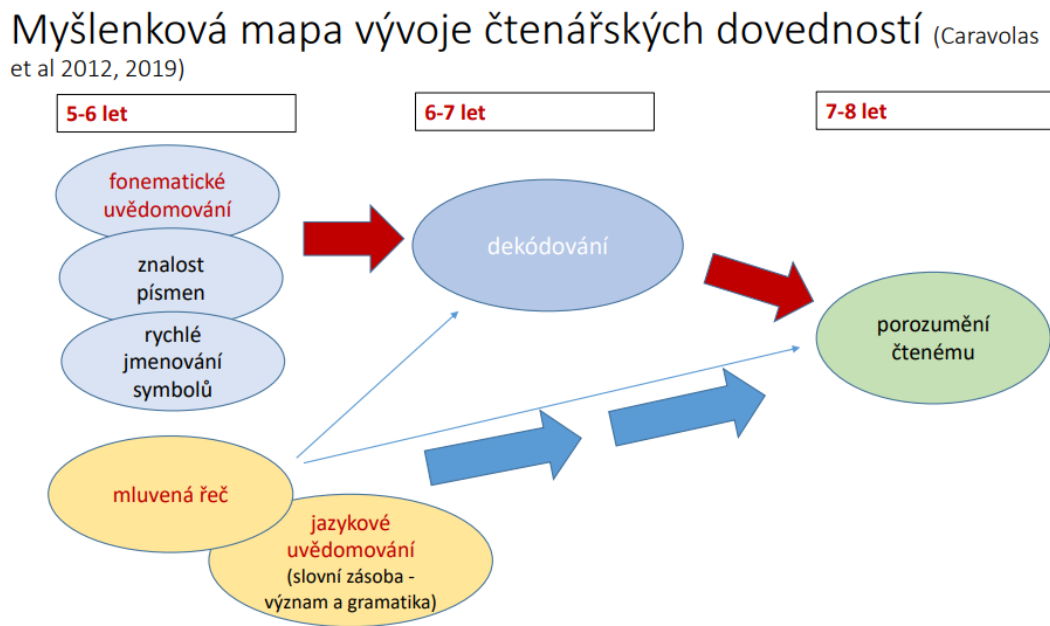 Myšlenková mapa vývoje čtenářských dovedností (Caravolas
et al 2012, 2019)
5-6 let
6-7 let
7-8 let
fonematické
uvědomování
znalost
písmen
rychlé
jmenování
symbolů
dekódování
porozumění
čtenému
mluvená řeč
jazykové
uvědomování
(slovní zásoba -
význam a gramatika)